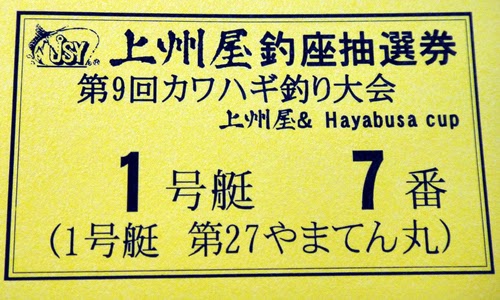 JSY 上州屋釣座抽選券
第9回カワハギ釣り大会
上州屋& Hayabusa cup
1号艇 7番
(1号艇 第27やまてん丸)